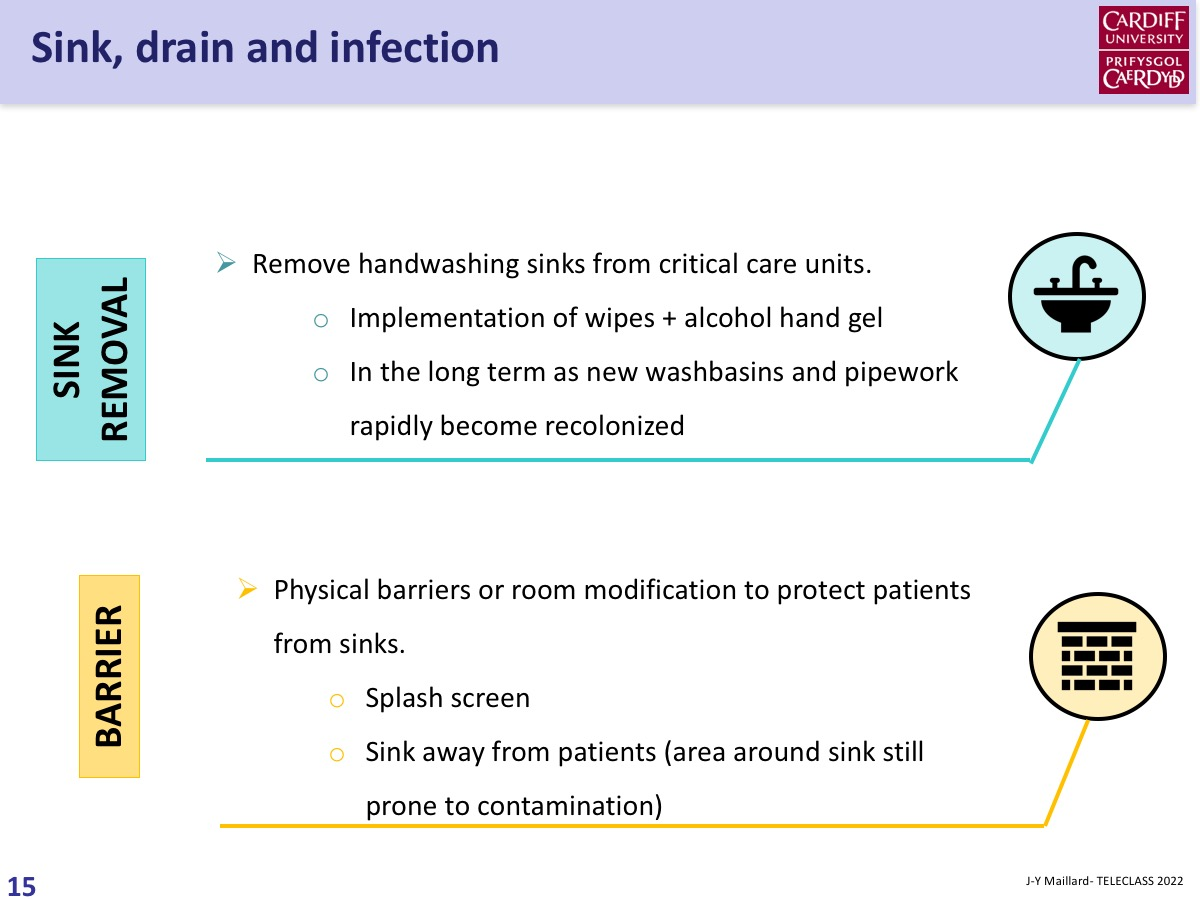 Sink, drain and infection
CARDIFF
UNIVERSITY
PRIFYSGOL
CAERDYDD
SINK
REMOVAL
➢ Remove handwashing sinks from critical care units.
o Implementation of wipes + alcohol hand gel
o In the long term as new washbasins and pipework
rapidly become recolonized
BARRIER
➢ Physical barriers or room modification to protect patients
from sinks.
o Splash screen
o Sink away from patients (area around sink still
prone to contamination)
15
J-Y Maillard- TELECLASS 2022